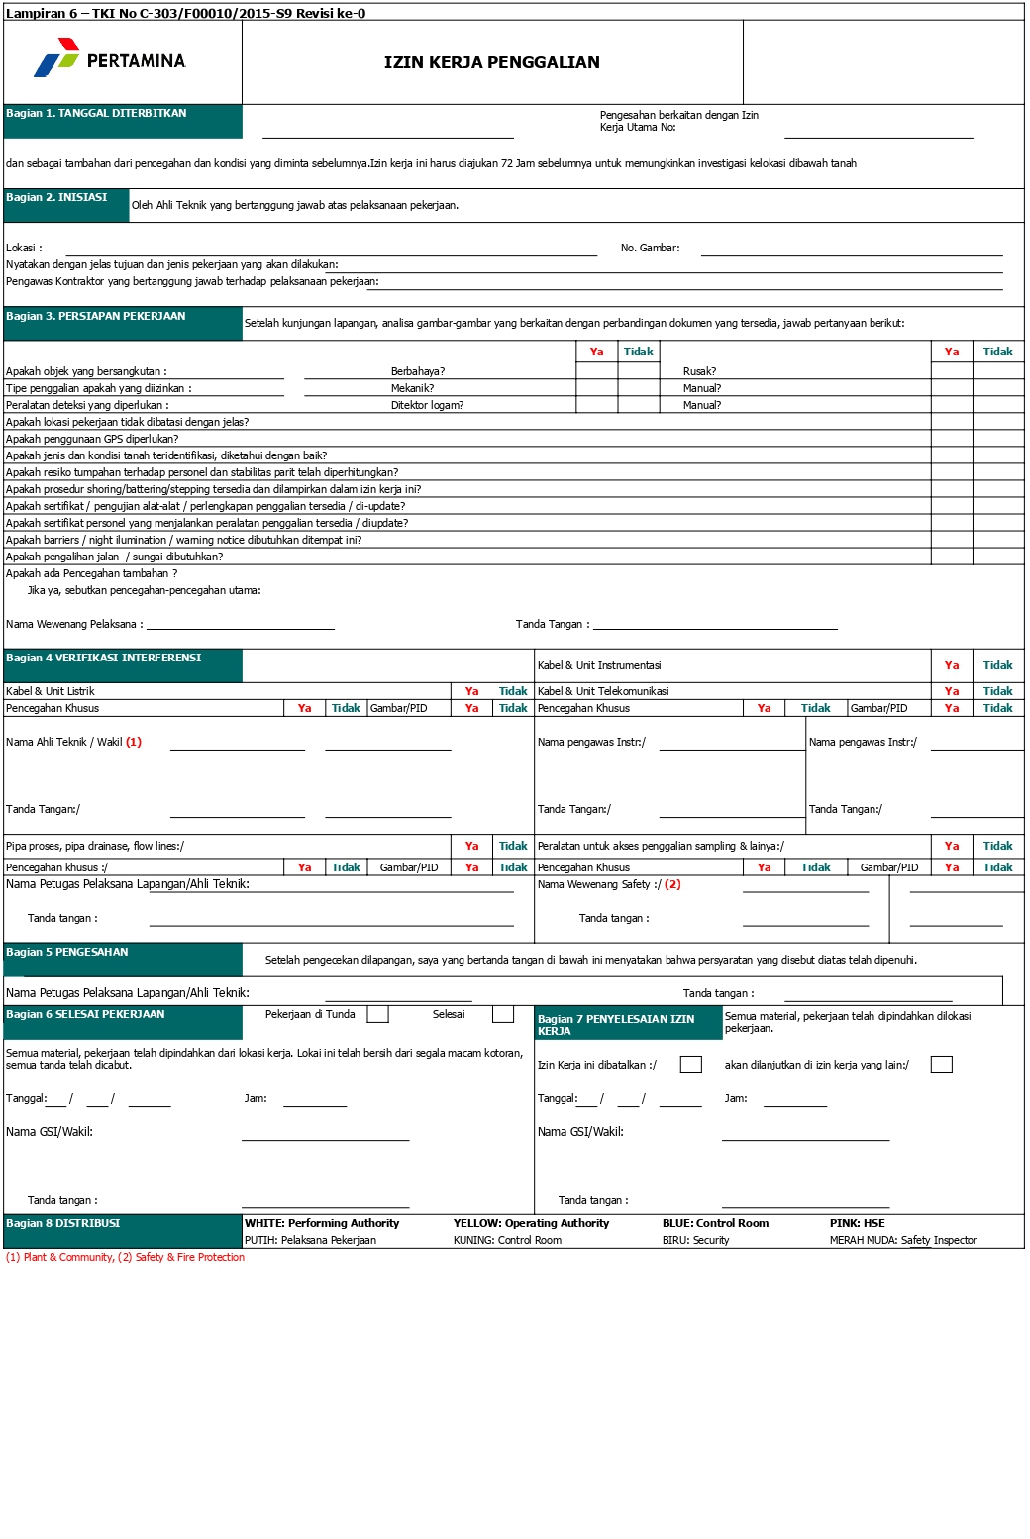 Lampiran 6 – TKI No C-303/F00010/2015-S9 Revisi ke-0
PERTAMINA
IZIN KERJA PENGGALIAN
Bagian 1. TANGGAL DITERBITKAN
Pengesahan berkaitan dengan Izin
Kerja Utama No:
dan sebagai tambahan dari pencegahan dan kondisi yang diminta sebelumnya.Izin kerja ini harus diajukan 72 Jam sebelumnya untuk memungkinkan investigasi kelokasi dibawah tanah
Bagian 2. INISIASI
Oleh Ahli Teknik yang bertanggung jawab atas pelaksanaan pekerjaan.
Lokasi : No. Gambar:
Nyatakan dengan jelas tujuan dan jenis pekerjaan yang akan dilakukan:
Pengawas Kontraktor yang bertanggung jawab terhadap pelaksanaan pekerjaan:
Bagian 3. PERSIAPAN PEKERJAAN
Setelah kunjungan lapangan, analisa gambar-gambar yang berkaitan dengan perbandingan dokumen yang tersedia, jawab pertanyaan berikut:
Ya Tidak Ya Tidak
Apakah objek yang bersangkutan : Berbahaya? Rusak?
Tipe penggalian apakah yang diizinkan : Mekanik? Manual?
Peralatan deteksi yang diperlukan : Ditektor logam? Manual?
Apakah lokasi pekerjaan tidak dibatasi dengan jelas?
Apakah penggunaan GPS diperlukan?
Apakah jenis dan kondisi tanah teridentifikasi, diketahui dengan baik?
Apakah resiko tumpahan terhadap personel dan stabilitas parit telah diperhitungkan?
Apakah prosedur shoring/battering/stepping tersedia dan dilampirkan dalam izin kerja ini?
Apakah sertifikat / pengujian alat-alat / perlengkapan penggalian tersedia / di-update?
Apakah sertifikat personel yang menjalankan peralatan penggalian tersedia / diupdate?
Apakah barriers / night ilumination / warning notice dibutuhkan ditempat ini?
Apakah pengalihan jalan / sungai dibutuhkan?
Apakah ada Pencegahan tambahan ?
Jika ya, sebutkan pencegahan-pencegahan utama:
Nama Wewenang Pelaksana : Tanda Tangan :
Bagian 4 VERIFIKASI INTERFERENSI
Kabel & Unit Instrumentasi Ya Tidak
Kabel & Unit Listrik Ya Tidak Kabel & Unit Telekomunikasi Ya Tidak
Pencegahan Khusus Ya Tidak Gambar/PID Ya Tidak Pencegahan Khusus Ya Tidak Gambar/PID Ya Tidak
Nama Ahli Teknik / Wakil (1) Nama pengawas Instr:/ Nama pengawas Instr:/
Tanda Tangan:/ Tanda Tangan:/ Tanda Tangan:/
Pipa proses, pipa drainase, flow lines:/ Ya Tidak Peralatan untuk akses penggalian sampling & lainya:/ Ya Tidak
Pencegahan khusus :/ Ya Tidak Gambar/PID Ya Tidak Pencegahan Khusus Ya Tidak Gambar/PID Ya Tidak
Nama Petugas Pelaksana Lapangan/Ahli Teknik: Nama Wewenang Safety :/ (2)
Tanda tangan : Tanda tangan :
Bagian 5 PENGESAHAN
Setelah pengecekan dilapangan, saya yang bertanda tangan di bawah ini menyatakan bahwa persyaratan yang disebut diatas telah dipenuhi.
Nama Petugas Pelaksana Lapangan/Ahli Teknik: Tanda tangan :
Bagian 6 SELESAI PEKERJAAN
Pekerjaan di Tunda Selesai
Semua material, pekerjaan telah dipindahkan dari lokasi kerja. Lokai ini telah bersih dari segala macam kotoran,
semua tanda telah dicabut.
Tanggal: / / Jam:
Nama GSI/Wakil:
Tanda tangan :
Bagian 7 PENYELESAIAN IZIN
KERJA
Semua material, pekerjaan telah dipindahkan dilokasi
pekerjaan.
Izin Kerja ini dibatalkan :/ akan dilanjutkan di izin kerja yang lain:/
Tanggal: / / Jam:
Nama GSI/Wakil:
Tanda tangan :
Bagian 8 DISTRIBUSI
WHITE: Performing Authority YELLOW: Operating Authority BLUE: Control Room PINK: HSE
PUTIH: Pelaksana Pekerjaan KUNING: Control Room BIRU: Security MERAH MUDA: Safety Inspector
(1) Plant & Community, (2) Safety & Fire Protection